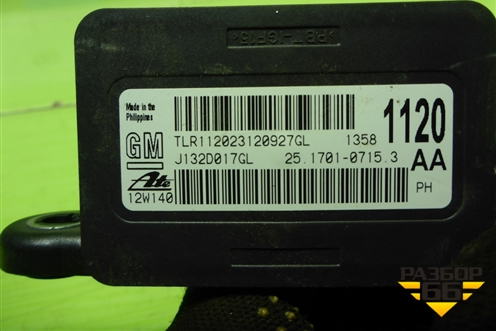 Made in the
Philippines
GM
Ate
12W140
TLR112023120927GL 1358
J132D017GL 25.1701-0715.3
1120
AA
PH
РАЗБОР
66